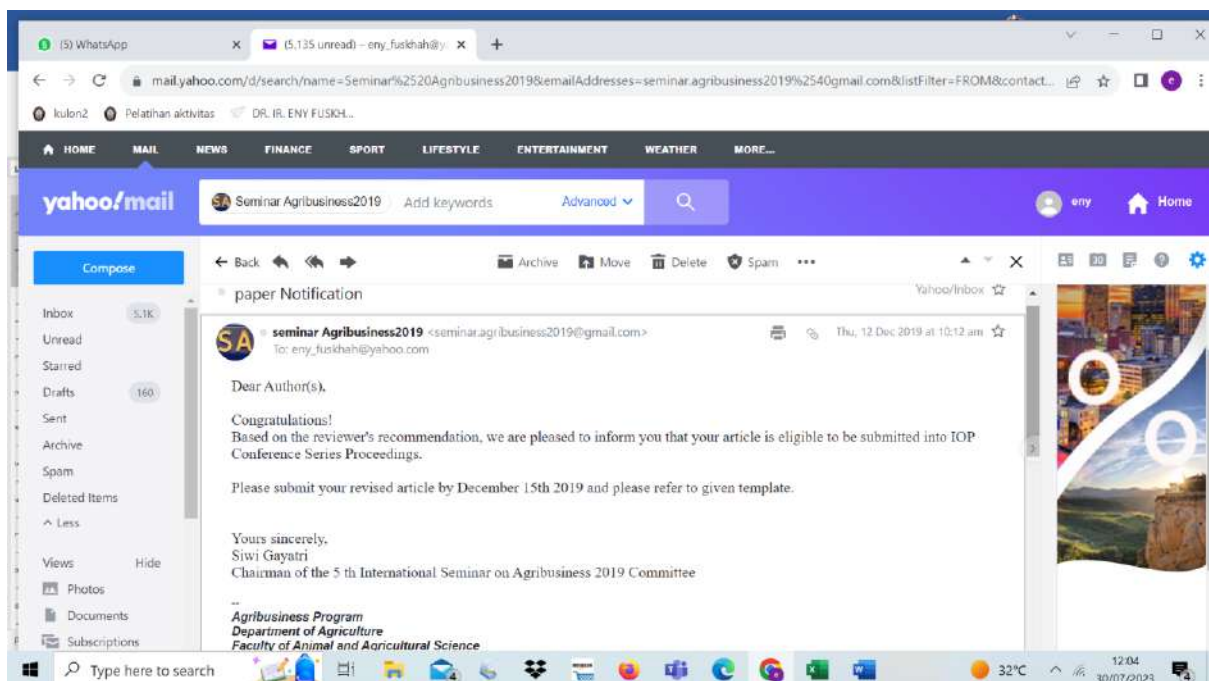 (5) WhatsApp
(5,135 unread) - eny_fuskhah@y
mail.yahoo.com/d/search/name=Seminar%2520Agribusiness2019&emailAddresses=seminar.agribusiness2019%2540gmail.com&listFilter=FROM&contact...
kulon2 Pelatihan aktivitas DR. IR. ENY FUSKH...
HOME MAIL NEWS FINANCE SPORT LIFESTYLE ENTERTAINMENT WEATHER MORE...
yahoo!mail
SA Seminar Agribusiness2019 Add keywords Advanced
eny Home
Compose
Back Archive Move Delete Spam
paper Notification Yahoo/Inbox
Inbox 5.1K
Unread
Starred
Drafts 160
Sent
Archive
Spam
Deleted Items
Less
Views Hide
Photos
Documents
Subscriptions
SA seminar Agribusiness2019 <seminar.agribusiness2019@gmail.com> Thu, 12 Dec 2019 at 10:12 am
To: eny_fuskhah@yahoo.com
Dear Author(s),
Congratulations!
Based on the reviewer's recommendation, we are pleased to inform you that your article is eligible to be submitted into IOP
Conference Series Proceedings.
Please submit your revised article by December 15th 2019 and please refer to given template.
Yours sincerely,
Siwi Gayatri
Chairman of the 5 th International Seminar on Agribusiness 2019 Committee
--
Agribusiness Program
Department of Agriculture
Faculty of Animal and Agricultural Science
Type here to search
32°C
12:04
30/07/2023